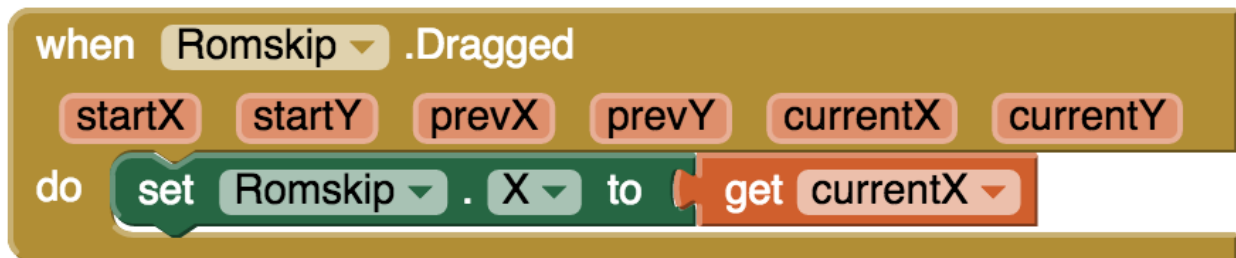 when Romskip .Dragged
startX startY prevX prevY currentX currentY
do set Romskip . X to get currentX